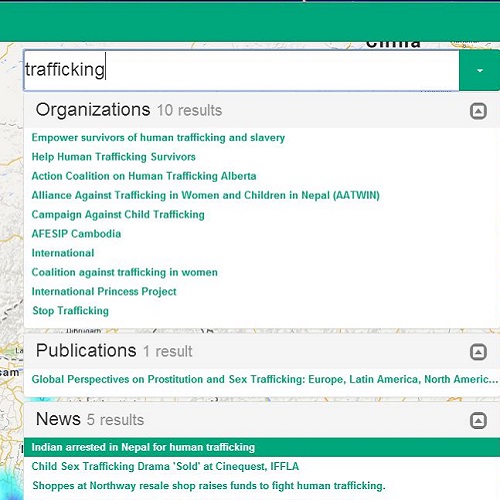 China
trafficking
Organizations 10 results
Empower survivors of human trafficking and slavery
Help Human Trafficking Survivors
Action Coalition on Human Trafficking Alberta
Alliance Against Trafficking in Women and Children in Nepal (AATWIN)
Campaign Against Child Trafficking
AFESIP Cambodia
International
Coalition against trafficking in women
International Princess Project
Stop Trafficking
Dibrugarh
Publications 1 result
Global Perspectives on Prostitution and Sex Trafficking: Europe, Latin America, North Americ...
News 5 results
Indian arrested in Nepal for human trafficking
Child Sex Trafficking Drama 'Sold' at Cinequest, IFFLA
Shoppes at Northway resale shop raises funds to fight human trafficking.